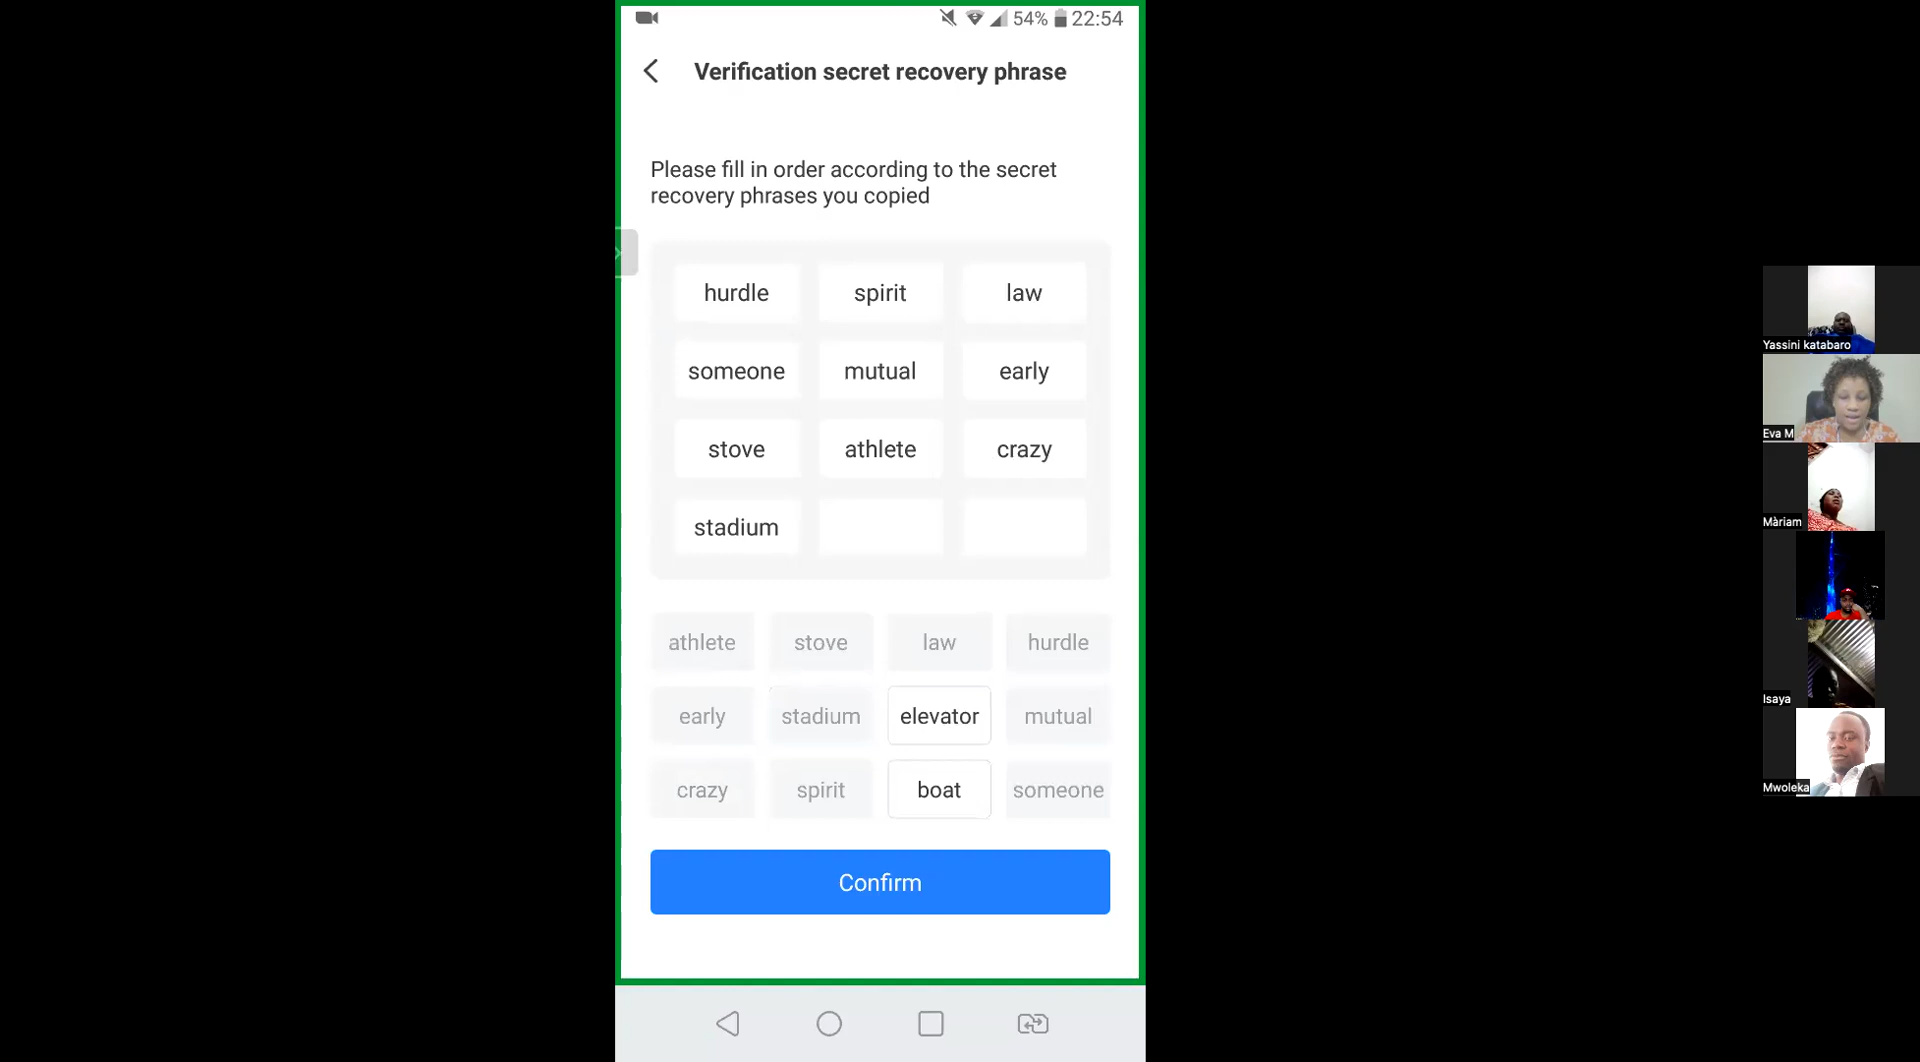 54% 22:54
Verification secret recovery phrase
Please fill in order according to the secret
recovery phrases you copied
hurdle spirit law
someone mutual early
stove athlete crazy
stadium
athlete stove law hurdle
early stadium elevator mutual
crazy spirit boat someone
Confirm
Yassini katabaro
Eva M
Màriam
Isaya
Mwoleka